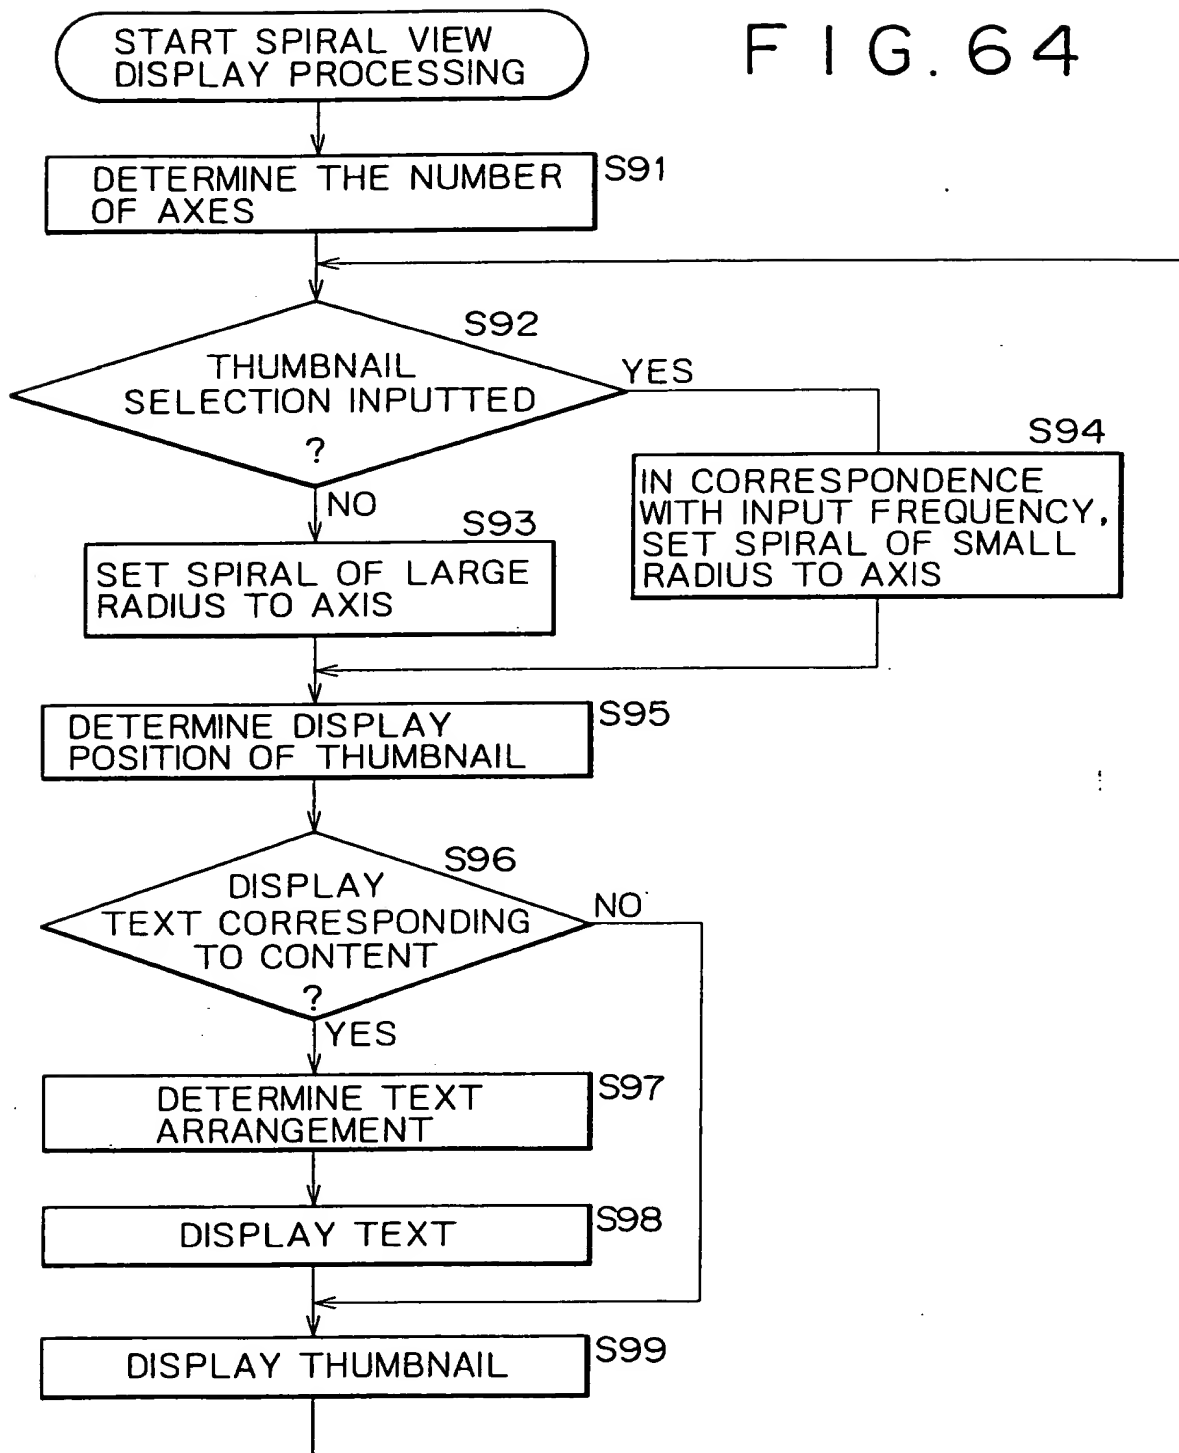 FIG. 64
START SPIRAL VIEW
DISPLAY PROCESSING
DETERMINE THE NUMBER
OF AXES
S91
S92
THUMBNAIL
SELECTION INPUTTED
?
YES
NO
S94
IN CORRESPONDENCE
WITH INPUT FREQUENCY,
SET SPIRAL OF SMALL
RADIUS TO AXIS
S93
SET SPIRAL OF LARGE
RADIUS TO AXIS
DETERMINE DISPLAY
POSITION OF THUMBNAIL
S95
S96
DISPLAY
TEXT CORRESPONDING
TO CONTENT
?
NO
YES
DETERMINE TEXT
ARRANGEMENT
S97
DISPLAY TEXT
S98
DISPLAY THUMBNAIL
S99